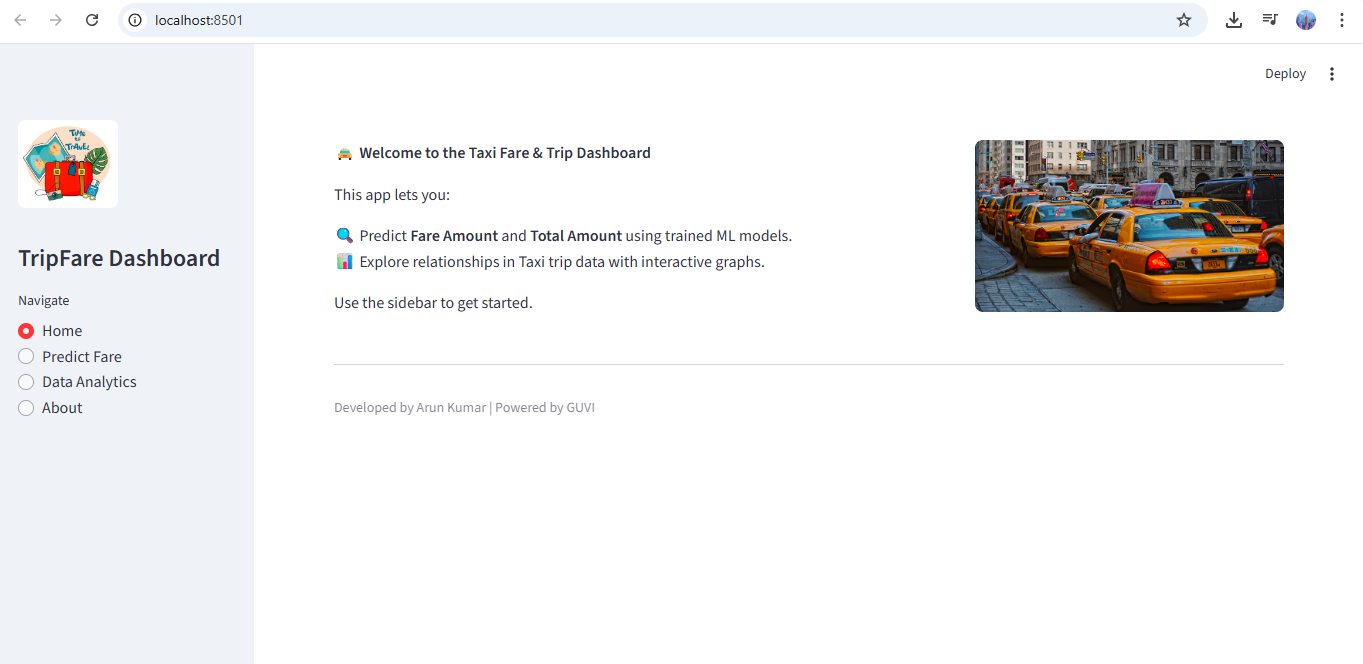 localhost:8501
Deploy
TIME
TO
TRAVEL
TripFare Dashboard
Navigate
Home
Predict Fare
Data Analytics
About
🚖 Welcome to the Taxi Fare & Trip Dashboard
This app lets you:
🔍 Predict Fare Amount and Total Amount using trained ML models.
📊 Explore relationships in Taxi trip data with interactive graphs.
Use the sidebar to get started.
Developed by Arun Kumar | Powered by GUVI